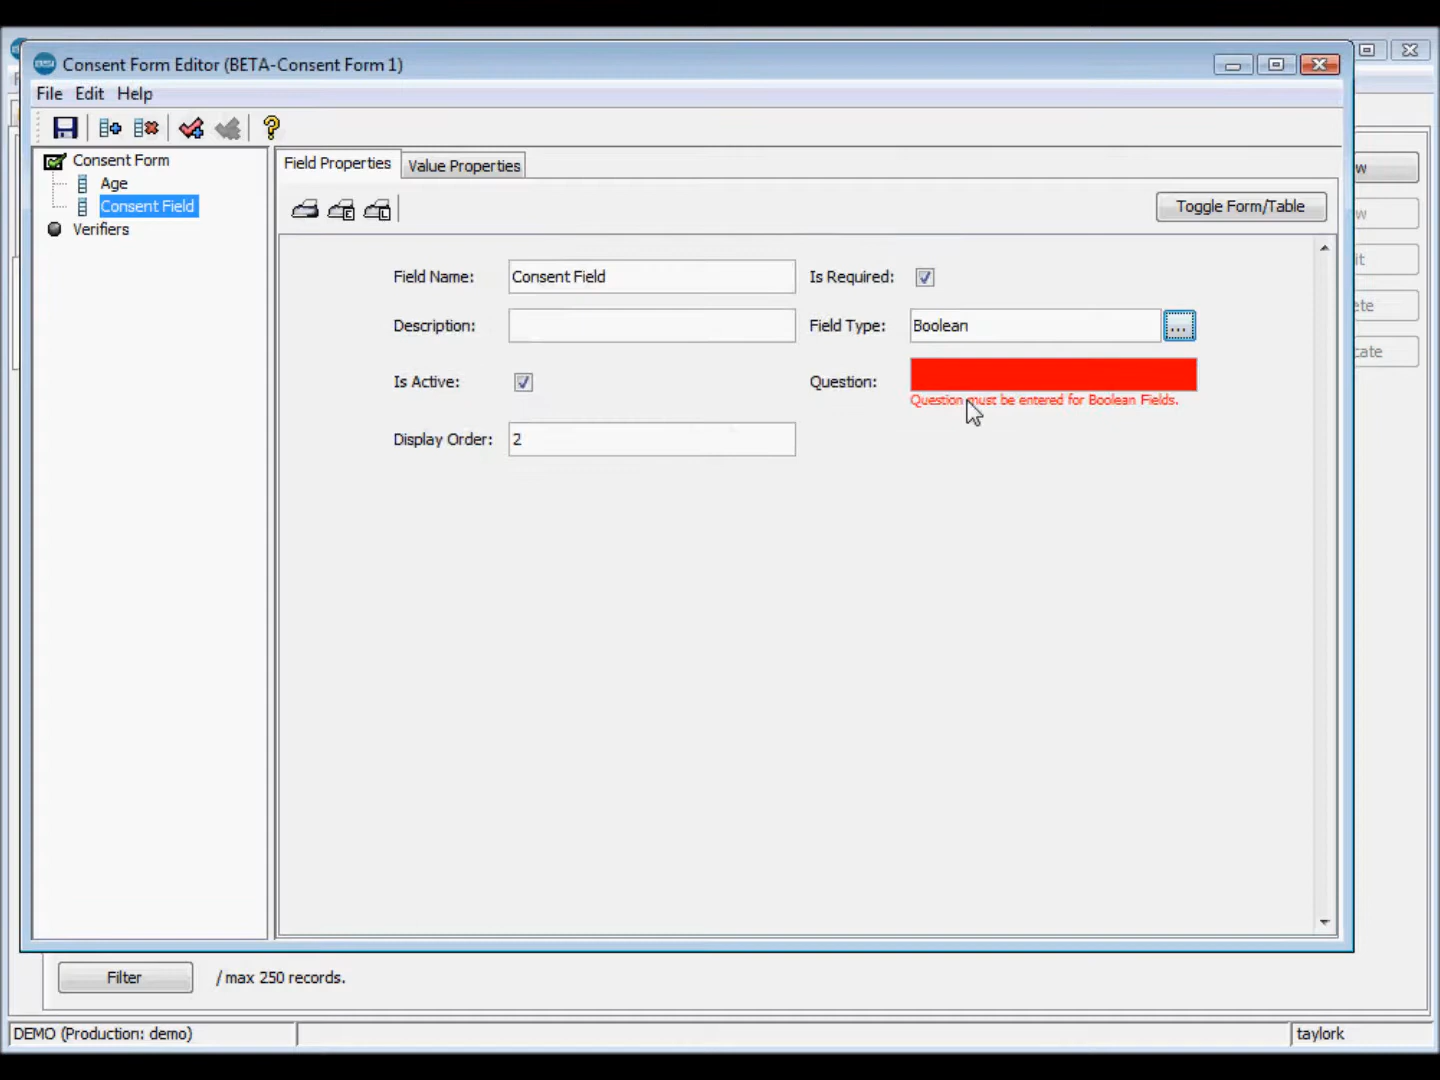 Consent Form Editor (BETA-Consent Form 1)
File Edit Help
Consent Form
Age
Consent Field
Verifiers
Field Properties Value Properties
Toggle Form/Table
Field Name: Consent Field Is Required:
Description: Field Type: Boolean ...
Is Active: Question:
Question must be entered for Boolean Fields.
Display Order: 2
Filter / max 250 records.
DEMO (Production: demo) taylork